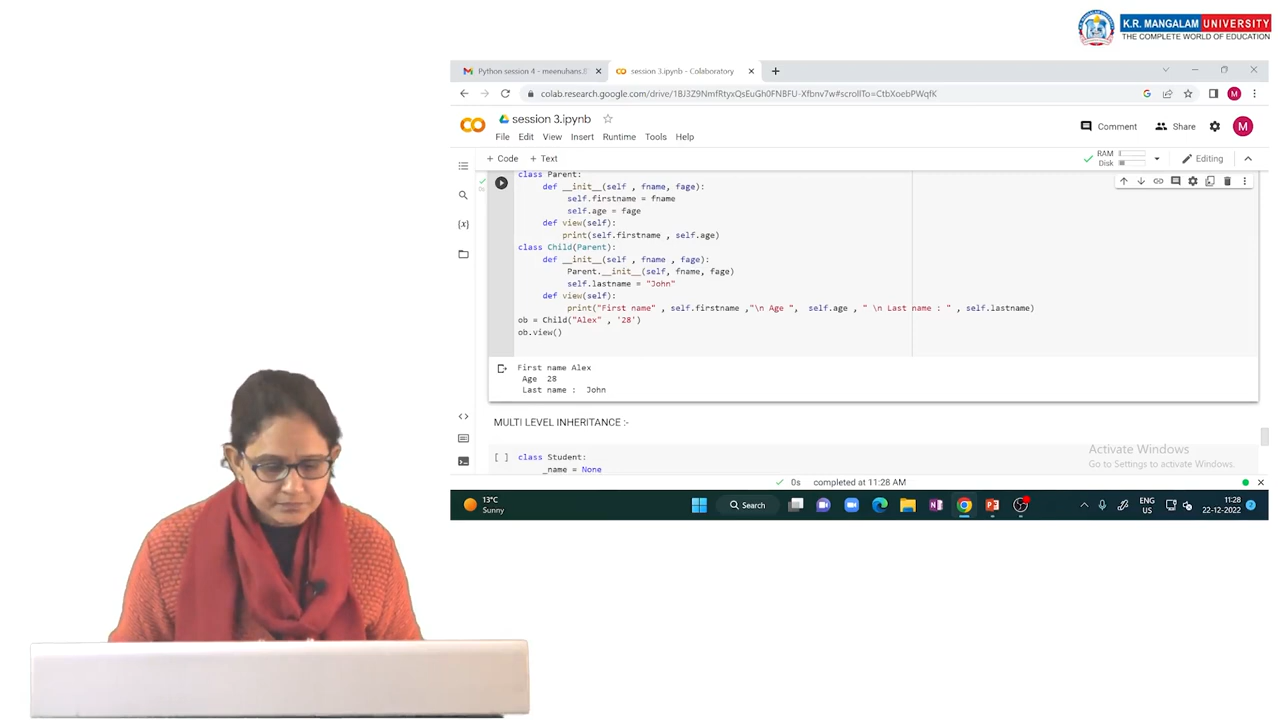 K.R. MANGALAM UNIVERSITY
THE COMPLETE WORLD OF EDUCATION
Python session 4 - meenuhans.8
session 3.ipynb - Colaboratory
colab.research.google.com/drive/1BJ3Z9NmfRtyxQsEuGh0FNBFU-Xfbnv7w#scrollTo=CtbXoebPWqfK
M
session 3.ipynb
File Edit View Insert Runtime Tools Help
Comment Share M
+ Code + Text
RAM
Disk
Editing
class Parent:
def __init__(self , fname, fage):
self.firstname = fname
self.age = fage
def view(self):
print(self.firstname , self.age)
class Child(Parent):
def __init__(self , fname , fage):
Parent.__init__(self, fname, fage)
self.lastname = "John"
def view(self):
print("First name" , self.firstname ,"\n Age ", self.age , " \n Last name : " , self.lastname)
ob = Child("Alex" , '28')
ob.view()
First name Alex
Age 28
Last name : John
MULTI LEVEL INHERITANCE :-
[ ] class Student:
_name = None
Activate Windows
Go to Settings to activate Windows.
0s completed at 11:28 AM
13°C
Sunny
Search
ENG
US
11:28
22-12-2022